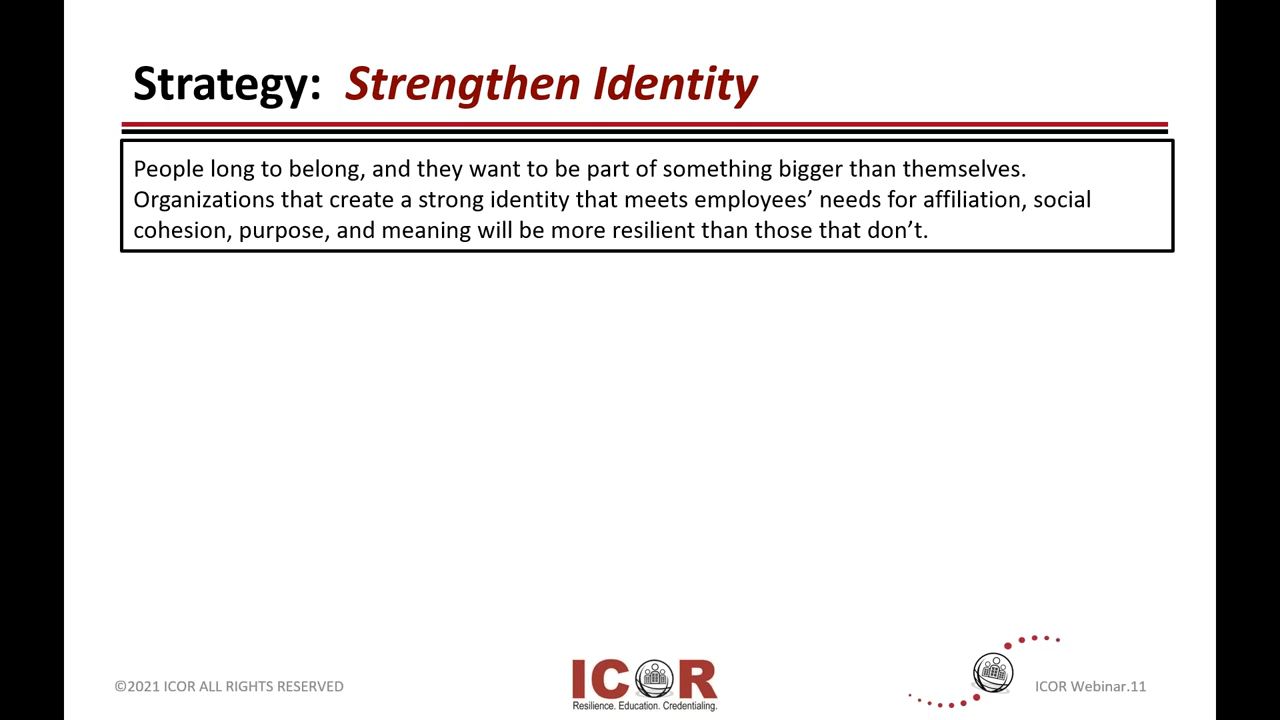 Strategy: Strengthen Identity
People long to belong, and they want to be part of something bigger than themselves.
Organizations that create a strong identity that meets employees’ needs for affiliation, social
cohesion, purpose, and meaning will be more resilient than those that don’t.
©2021 ICOR ALL RIGHTS RESERVED
ICOR
Resilience. Education. Credentialing.
ICOR Webinar.11